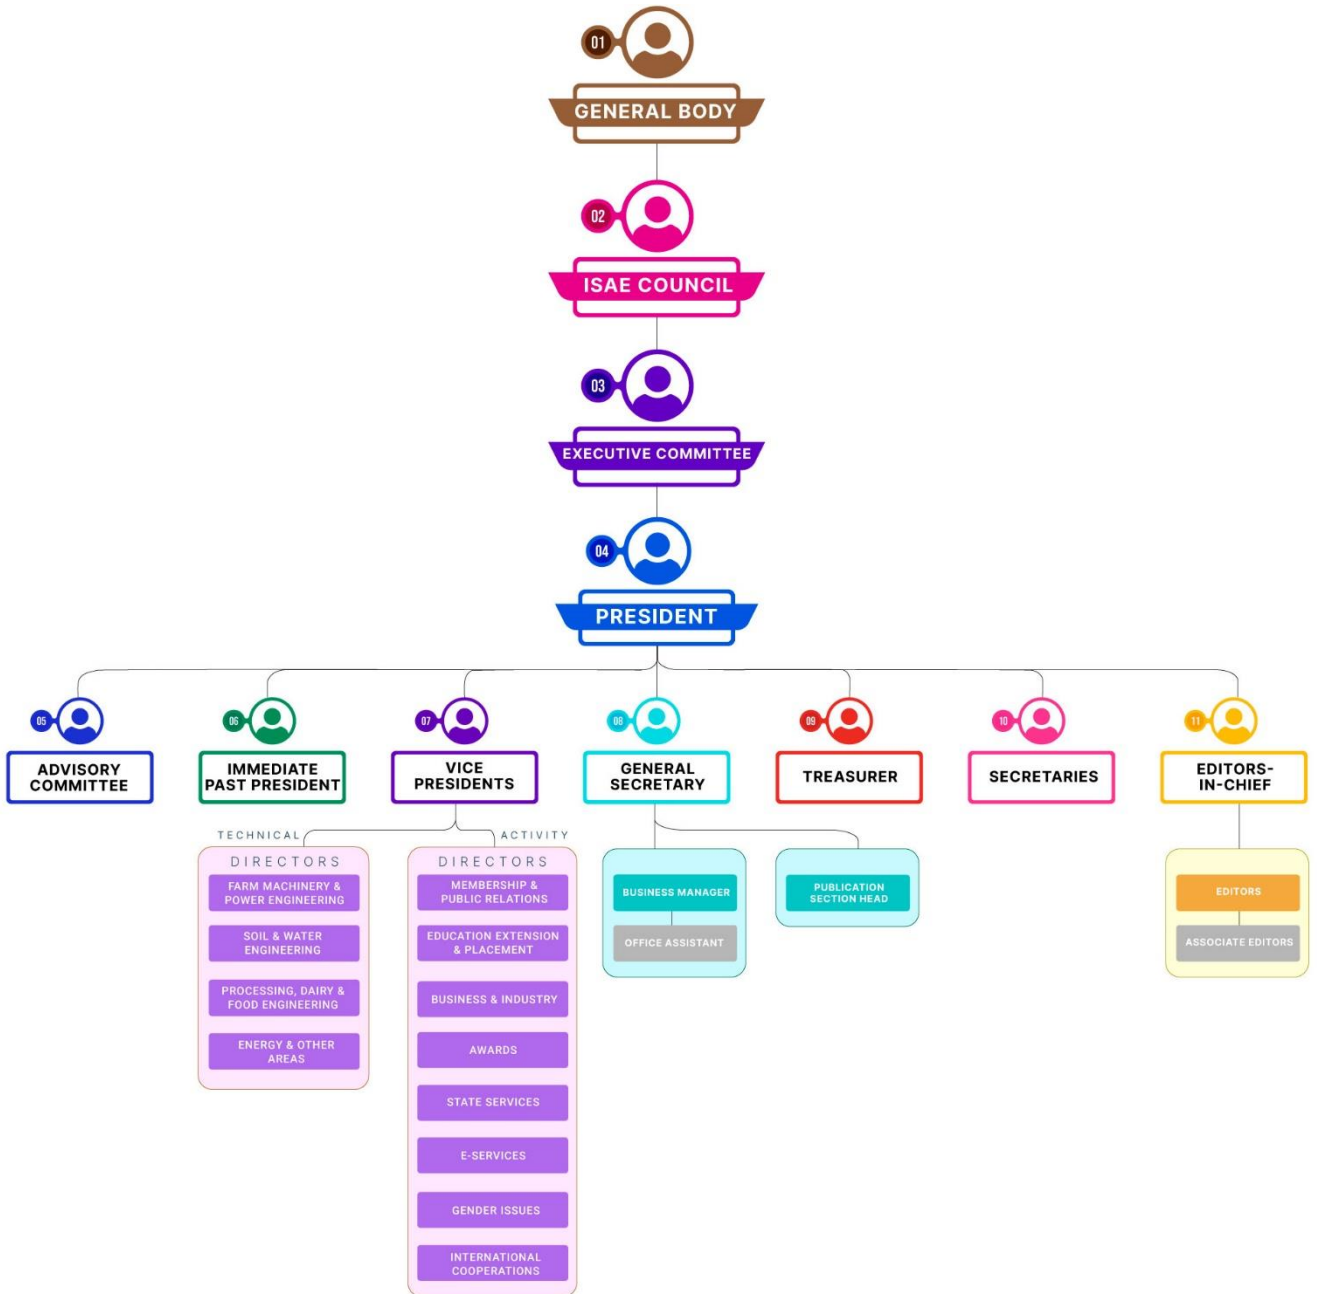 01
GENERAL BODY
02
ISAE COUNCIL
03
EXECUTIVE COMMITTEE
04
PRESIDENT
05
ADVISORY
COMMITTEE
06
IMMEDIATE
PAST PRESIDENT
07
VICE
PRESIDENTS
08
GENERAL
SECRETARY
09
TREASURER
10
SECRETARIES
11
EDITORS-
IN-CHIEF
TECHNICAL
DIRECTORS
FARM MACHINERY &
POWER ENGINEERING
SOIL & WATER
ENGINEERING
PROCESSING, DAIRY &
FOOD ENGINEERING
ENERGY & OTHER
AREAS
ACTIVITY
DIRECTORS
MEMBERSHIP &
PUBLIC RELATIONS
EDUCATION EXTENSION
& PLACEMENT
BUSINESS & INDUSTRY
AWARDS
STATE SERVICES
E-SERVICES
GENDER ISSUES
INTERNATIONAL
COOPERATIONS
BUSINESS MANAGER
OFFICE ASSISTANT
PUBLICATION
SECTION HEAD
EDITORS
ASSOCIATE EDITORS